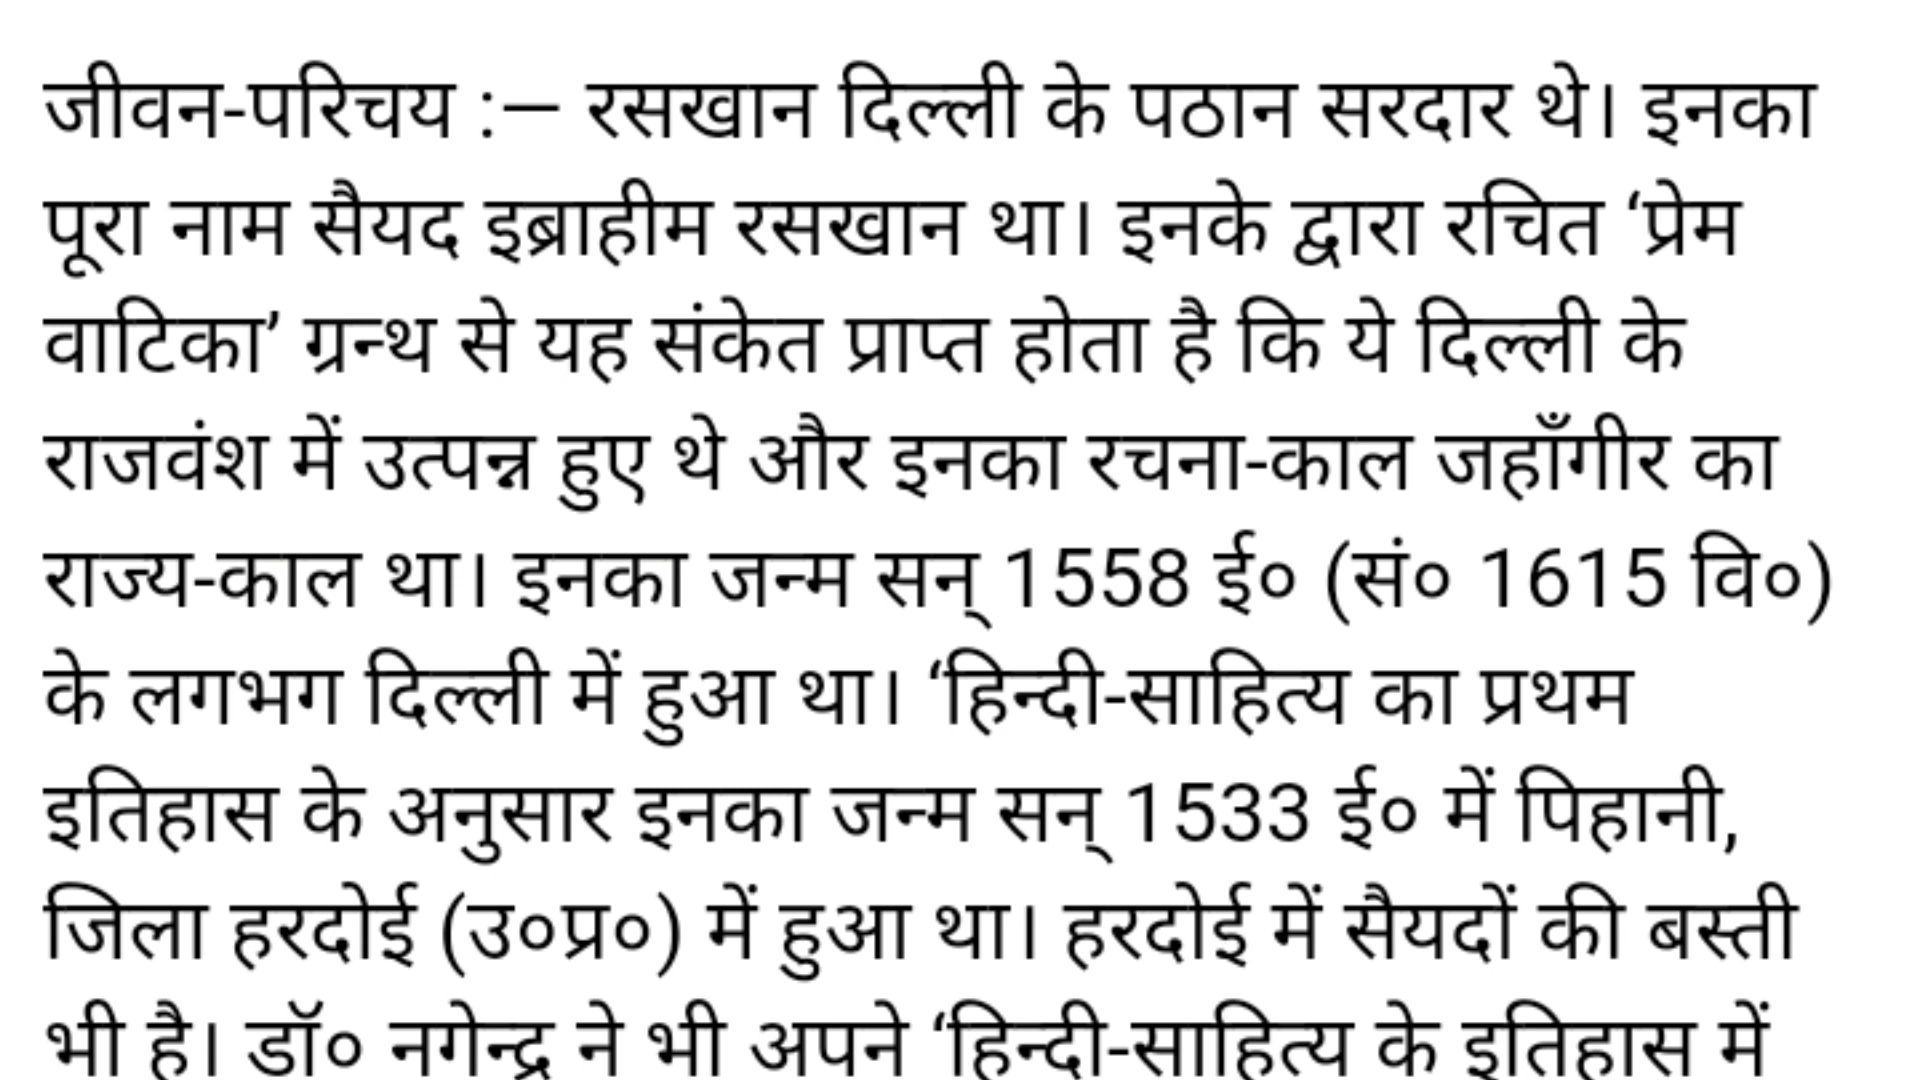 जीवन-परिचय :— रसखान दिल्ली के पठान सरदार थे। इनका
पूरा नाम सैयद इब्राहीम रसखान था। इनके द्वारा रचित ‘प्रेम
वाटिका’ ग्रन्थ से यह संकेत प्राप्त होता है कि ये दिल्ली के
राजवंश में उत्पन्न हुए थे और इनका रचना-काल जहाँगीर का
राज्य-काल था। इनका जन्म सन् 1558 ई० (सं० 1615 वि०)
के लगभग दिल्ली में हुआ था। ‘हिन्दी-साहित्य का प्रथम
इतिहास के अनुसार इनका जन्म सन् 1533 ई० में पिहानी,
जिला हरदोई (उ०प्र०) में हुआ था। हरदोई में सैयदों की बस्ती
भी है। डॉ० नगेन्द्र ने भी अपने ‘हिन्दी-साहित्य के इतिहास में